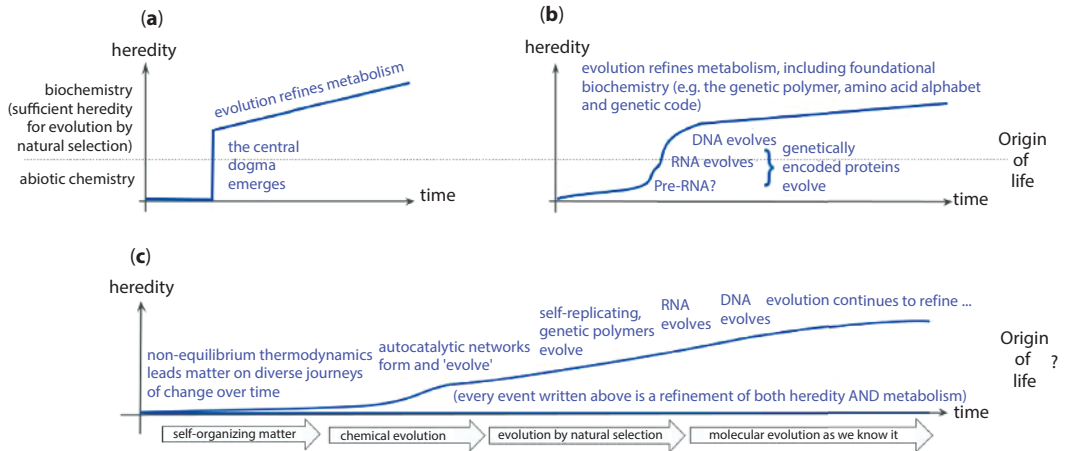 (a)
heredity
biochemistry
(sufficient heredity
for evolution by
natural selection)
abiotic chemistry
evolution refines metabolism
the central
dogma
emerges
time
(b)
heredity
evolution refines metabolism, including foundational
biochemistry (e.g. the genetic polymer, amino acid alphabet
and genetic code)
DNA evolves
RNA evolves
Pre-RNA?
}
genetically
encoded proteins
evolve
time
Origin
of
life
(c)
heredity
non-equilibrium thermodynamics
leads matter on diverse journeys
of change over time
autocatalytic networks
form and 'evolve'
self-replicating,
genetic polymers
evolve
RNA
evolves
DNA
evolves
evolution continues to refine ...
(every event written above is a refinement of both heredity AND metabolism)
time
Origin
of
life
?
self-organizing matter
chemical evolution
evolution by natural selection
molecular evolution as we know it